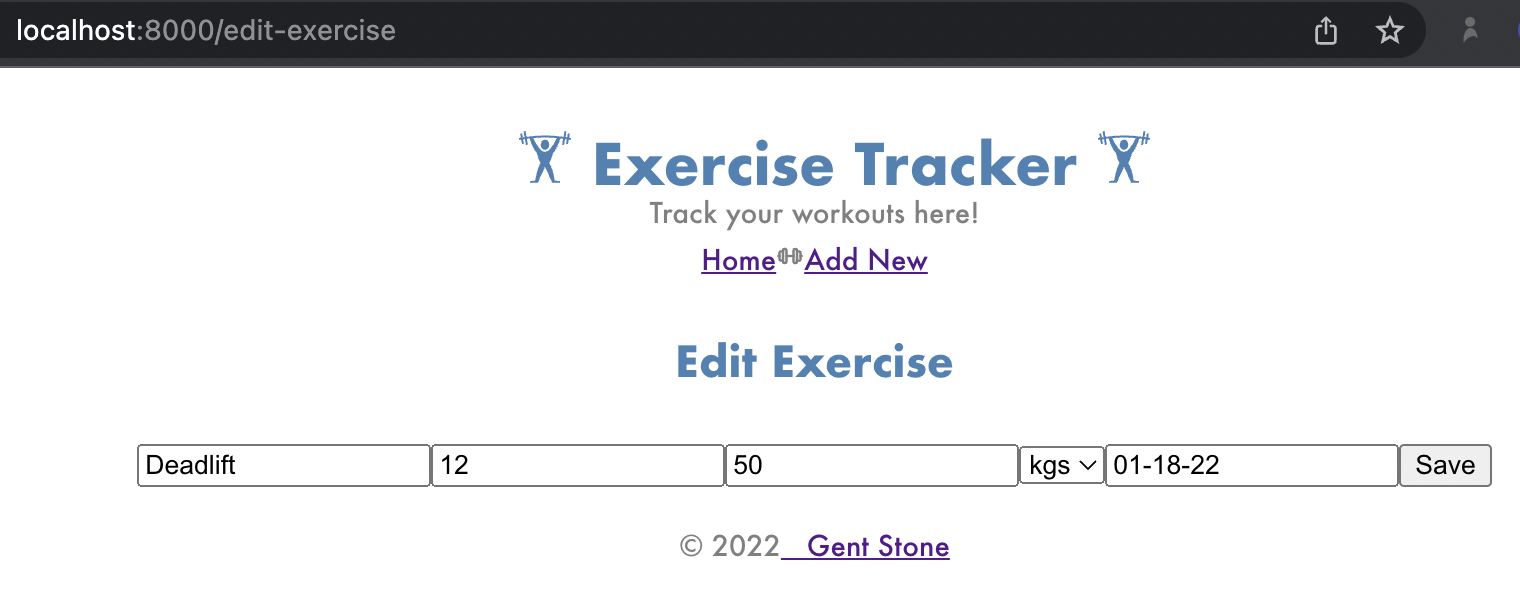 localhost:8000/edit-exercise
Exercise Tracker
Track your workouts here!
Home Add New
Edit Exercise
Deadlift 12 50 kgs 01-18-22 Save
© 2022 Gent Stone